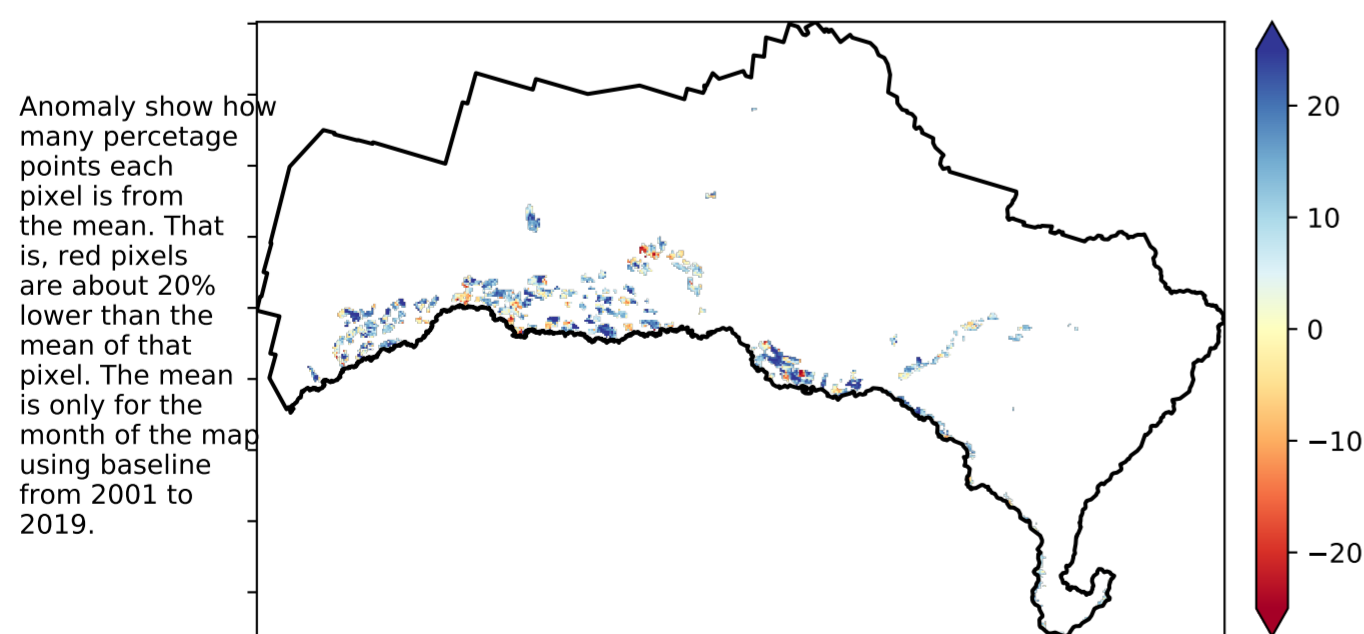 Anomaly show how
many percetage
points each
pixel is from
the mean. That
is, red pixels
are about 20%
lower than the
mean of that
pixel. The mean
is only for the
month of the map
using baseline
from 2001 to
2019.
20
10
0
−10
−20